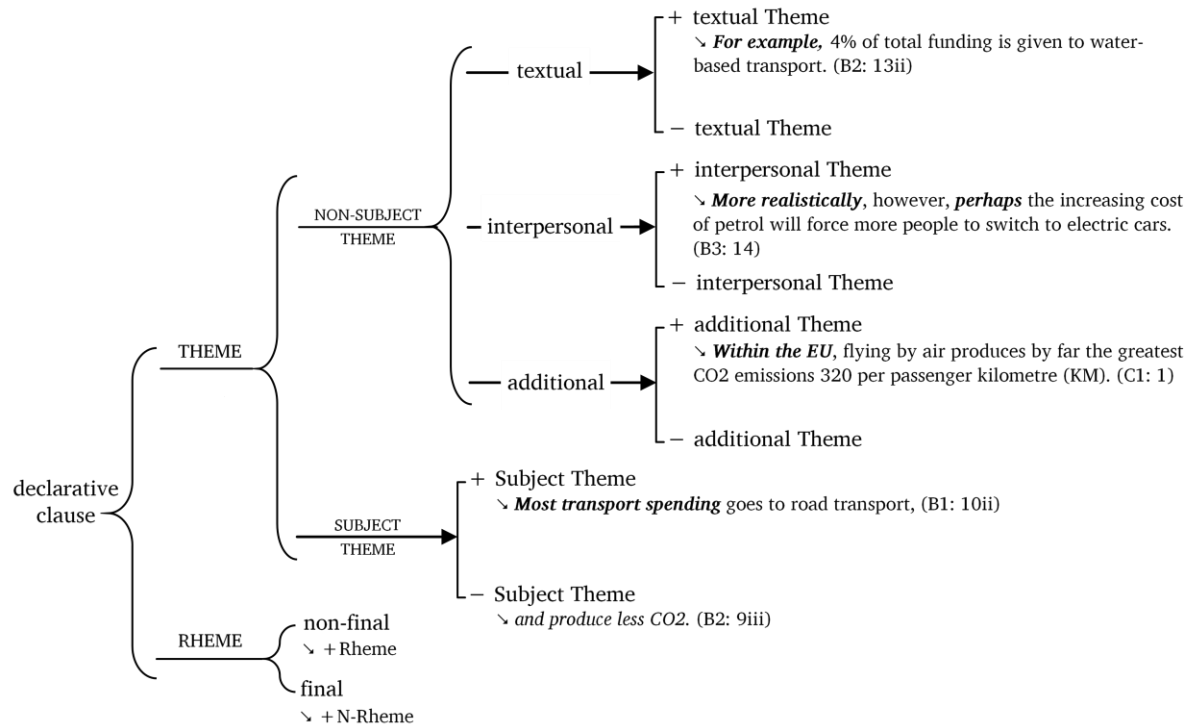 + textual Theme
↘ For example, 4% of total funding is given to water-
based transport. (B2: 13ii)
textual
− textual Theme
+ interpersonal Theme
↘ More realistically, however, perhaps the increasing cost
of petrol will force more people to switch to electric cars.
(B3: 14)
NON-SUBJECT
THEME
interpersonal
− interpersonal Theme
+ additional Theme
↘ Within the EU, flying by air produces by far the greatest
CO2 emissions 320 per passenger kilometre (KM). (C1: 1)
THEME
additional
− additional Theme
declarative
clause
+ Subject Theme
↘ Most transport spending goes to road transport, (B1: 10ii)
SUBJECT
THEME
− Subject Theme
↘ and produce less CO2. (B2: 9iii)
RHEME
non-final
↘ +Rheme
final
↘ +N-Rheme